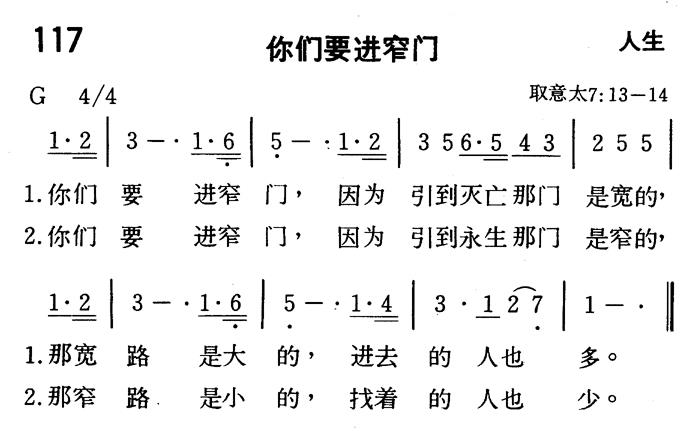 117 你们要进窄门 人生
G 4/4 取意太7:13－14
1·2 | 3 － · 1·6 | 5 － · 1·2 | 3 5 6·5 4 3 | 2 5 5 |
1.你们 要 进窄 门， 因为 引到灭亡那门 是宽的，
2.你们 要 进窄 门， 因为 引到永生那门 是窄的，
1·2 | 3 － · 1·6 | 5 － · 1·4 | 3 · 1 2 7 | 1 － · ‖
1.那宽 路 是大 的， 进去 的 人也 多。
2.那窄 路 是小 的， 找着 的 人也 少。